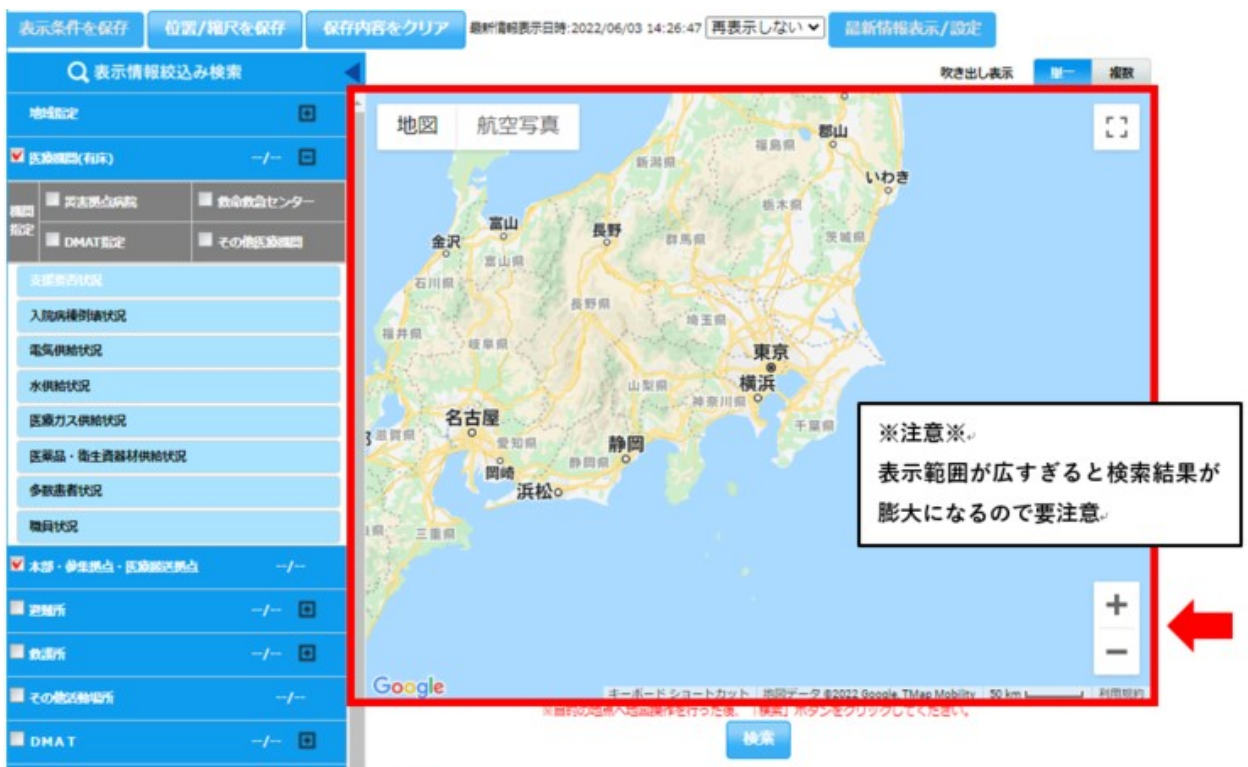 表示条件を保存 位置/縮尺を保存 保存内容をクリア 最新情報表示日時:2022/06/03 14:26:47 再表示しない 最新情報表示/設定
表示情報絞込み検索
吹き出し表示 単一 複数
地域指定
医療機関(有床) --/--
機関指定
災害拠点病院 救命救急センター
DMAT指定 その他医療機関
支援要否状況
入院病棟倒壊状況
電気供給状況
水供給状況
医療ガス供給状況
医薬品・衛生資器材供給状況
多数患者状況
職員状況
本部・参集拠点・医療搬送拠点 --/--
避難所 --/--
救護所 --/--
その他活動場所 --/--
DMAT --/--
地図 航空写真
郡山
福島県
新潟県
いわき
栃木県
富山
長野
金沢
群馬県
茨城県
富山県
石川県
長野県
埼玉県
福井県
岐阜県
東京
山梨県
横浜
神奈川県
名古屋
千葉県
滋賀県
愛知県
静岡
静岡県
岡崎
浜松
三重県
※注意※
表示範囲が広すぎると検索結果が
膨大になるので要注意
Google
キーボード ショートカット 地図データ ©2022 Google, TMap Mobility 50 km 利用規約
※目的の地点へ地図操作を行った後、「検索」ボタンをクリックしてください。
検索